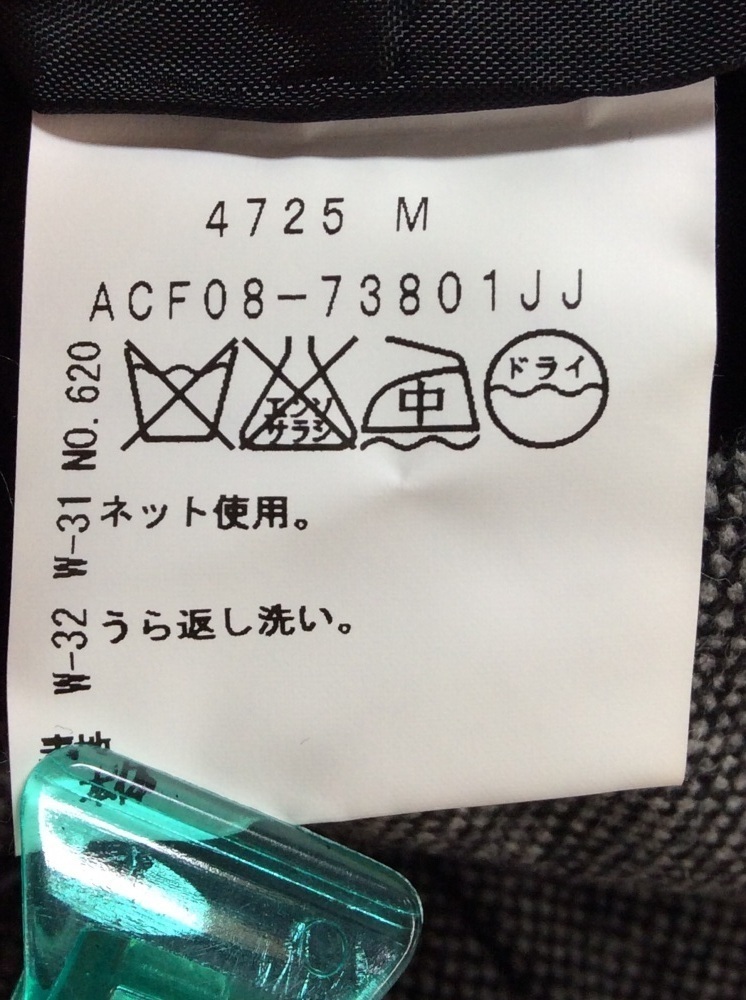 4725 M
ACF08-73801JJ
エンソ
サラシ
中
ドライ
NO. 620
W-31
ネット使用。
W-32
うら返し洗い。